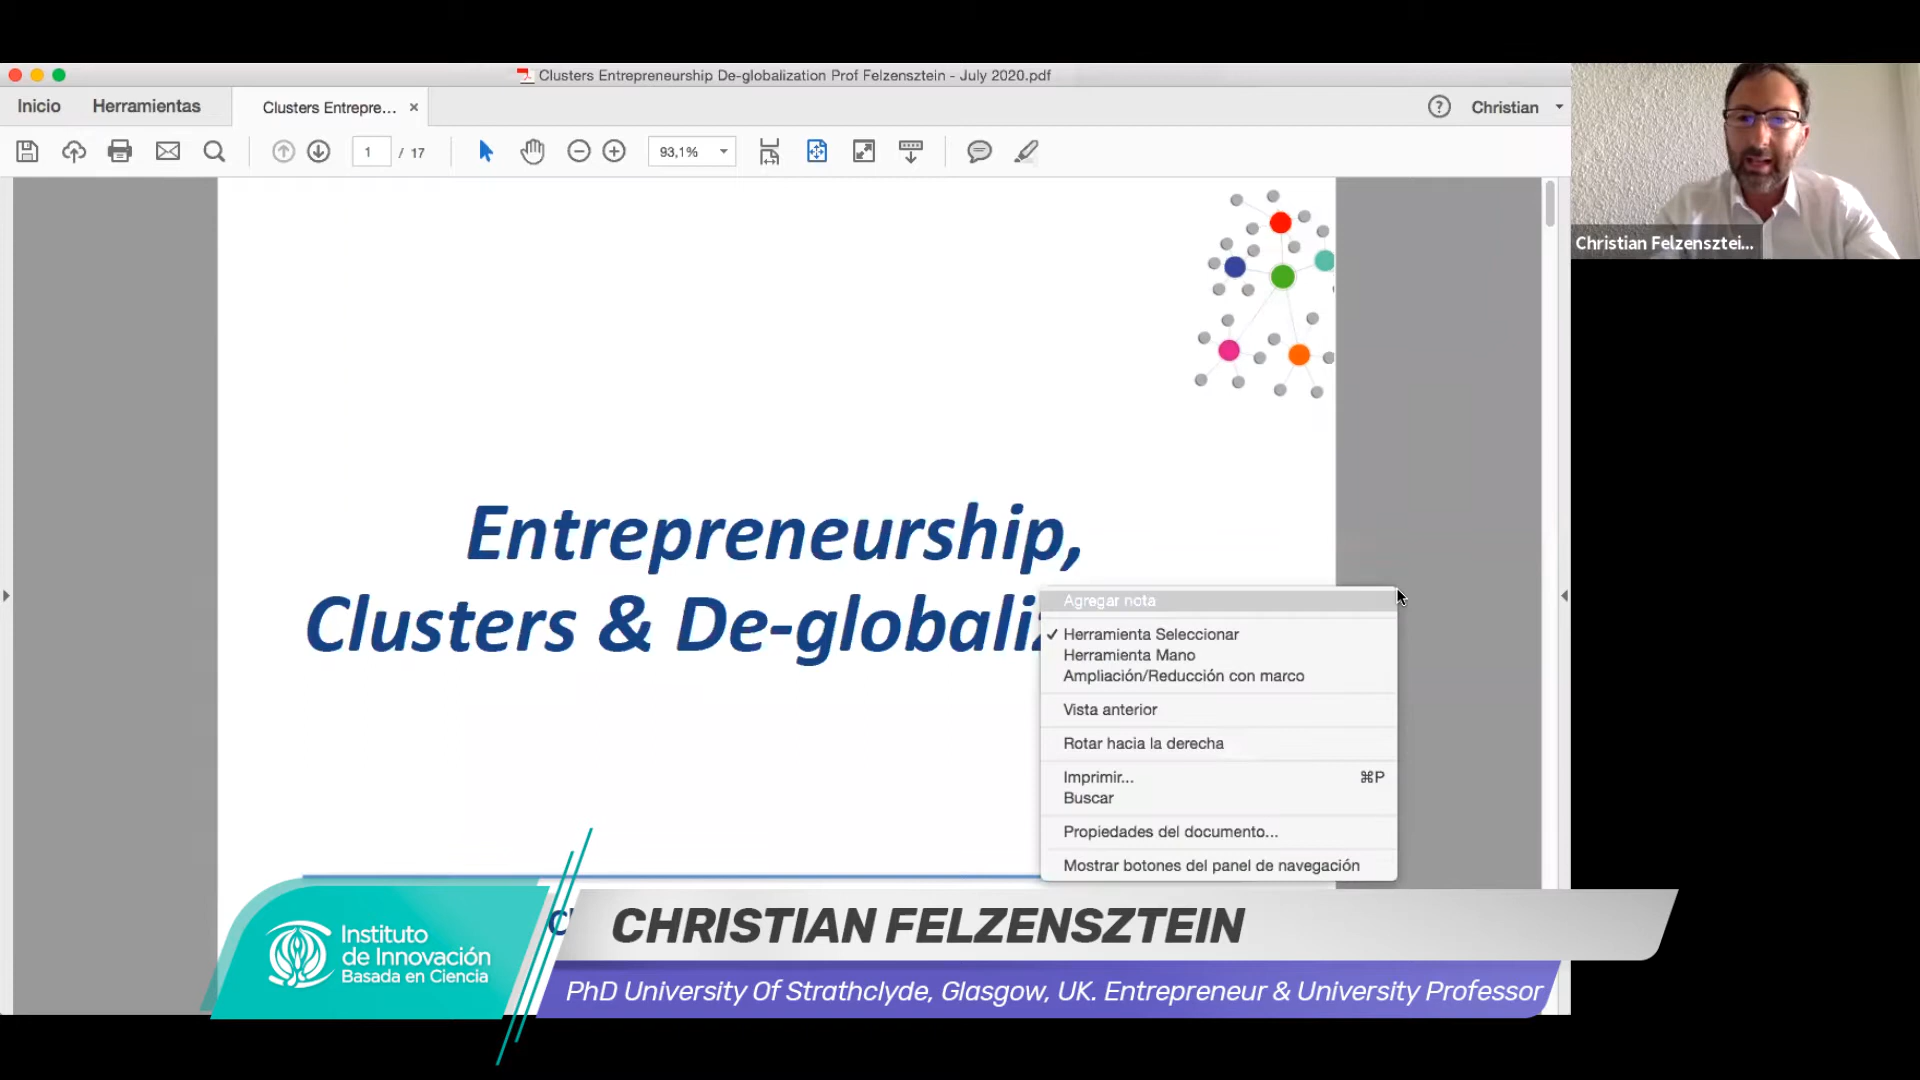 Clusters Entrepreneurship De-globalization Prof Felzensztein - July 2020.pdf
Inicio
Herramientas
Clusters Entrepre...
Christian
1 / 17
93,1%
Christian Felzensztei...
Entrepreneurship,
Clusters & De-globaliz
Agregar nota
Herramienta Seleccionar
Herramienta Mano
Ampliación/Reducción con marco
Vista anterior
Rotar hacia la derecha
Imprimir... ⌘P
Buscar
Propiedades del documento...
Mostrar botones del panel de navegación
Instituto
de Innovación
Basada en Ciencia
CHRISTIAN FELZENSZTEIN
PhD University Of Strathclyde, Glasgow, UK. Entrepreneur & University Professor